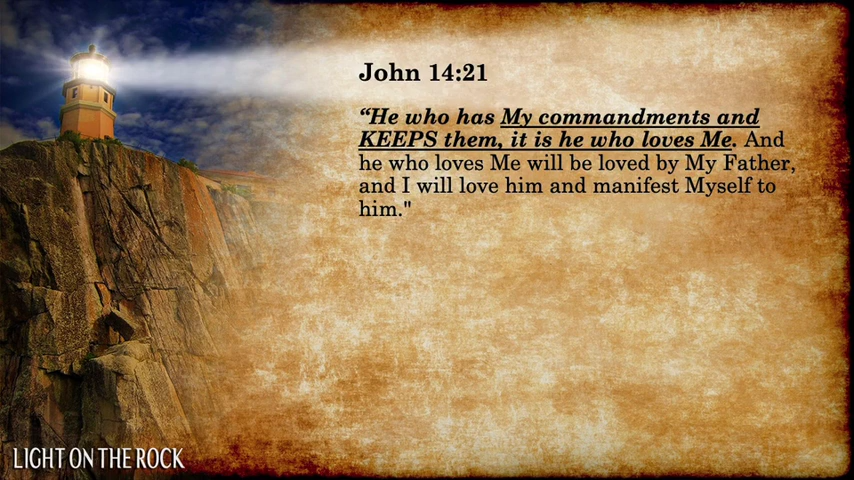 John 14:21
“He who has My commandments and
KEEPS them, it is he who loves Me. And
he who loves Me will be loved by My Father,
and I will love him and manifest Myself to
him."
LIGHT ON THE ROCK